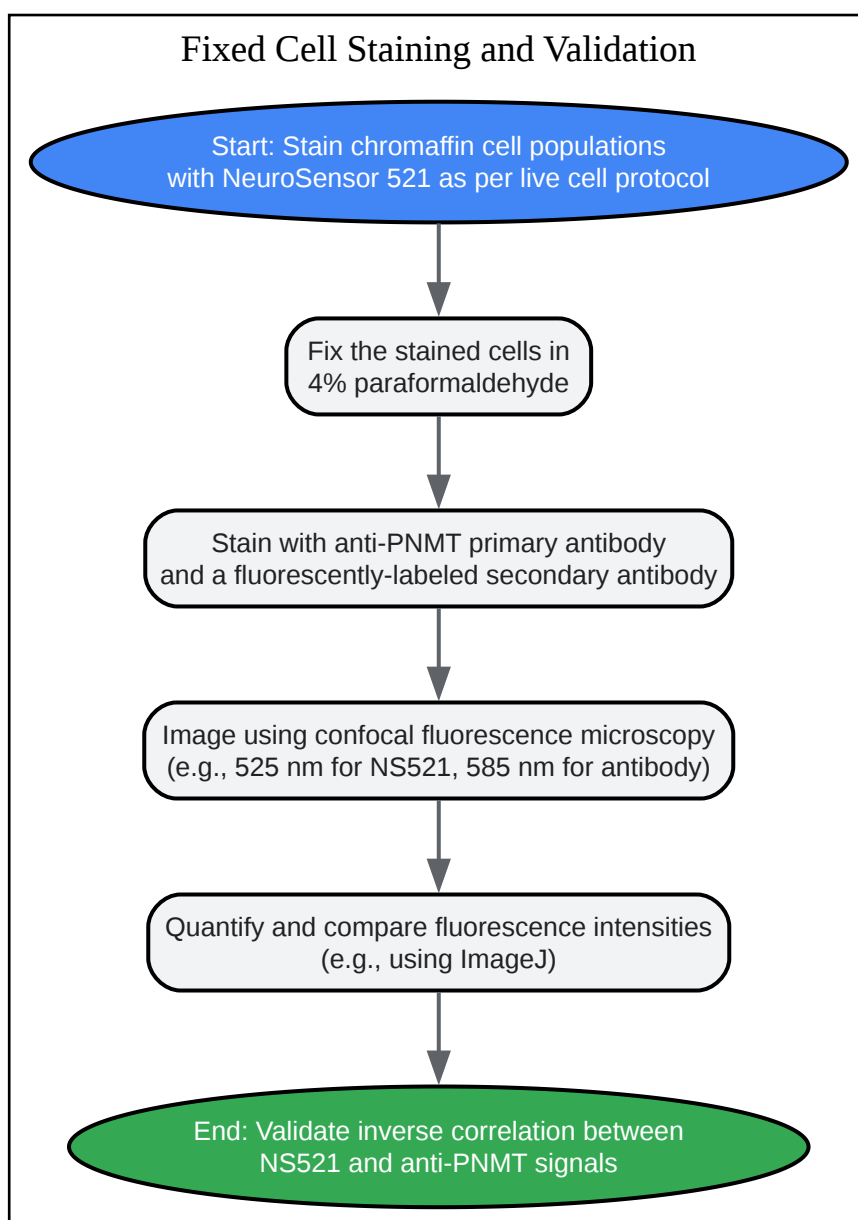 Fixed Cell Staining and Validation
Start: Stain chromaffin cell populations
with NeuroSensor 521 as per live cell protocol
Fix the stained cells in
4% paraformaldehyde
Stain with anti-PNMT primary antibody
and a fluorescently-labeled secondary antibody
Image using confocal fluorescence microscopy
(e.g., 525 nm for NS521, 585 nm for antibody)
Quantify and compare fluorescence intensities
(e.g., using ImageJ)
End: Validate inverse correlation between
NS521 and anti-PNMT signals